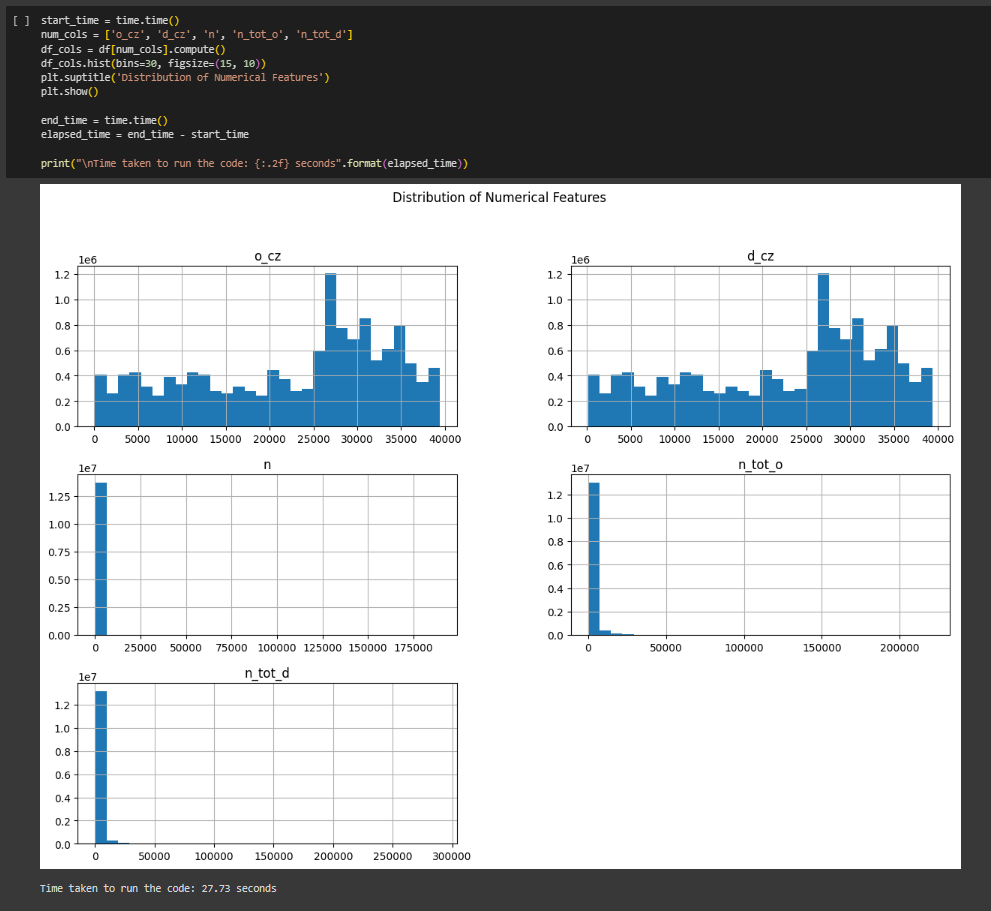 [ ] start_time = time.time()
num_cols = ['o_cz', 'd_cz', 'n', 'n_tot_o', 'n_tot_d']
df_cols = df[num_cols].compute()
df_cols.hist(bins=30, figsize=(15, 10))
plt.suptitle('Distribution of Numerical Features')
plt.show()
end_time = time.time()
elapsed_time = end_time - start_time
print("\nTime taken to run the code: {:.2f} seconds".format(elapsed_time))
Distribution of Numerical Features
o_cz
1e6
1.2
1.0
0.8
0.6
0.4
0.2
0.0
0 5000 10000 15000 20000 25000 30000 35000 40000
d_cz
1e6
1.2
1.0
0.8
0.6
0.4
0.2
0.0
0 5000 10000 15000 20000 25000 30000 35000 40000
n
1e7
1.25
1.00
0.75
0.50
0.25
0.00
0 25000 50000 75000 100000 125000 150000 175000
n_tot_o
1e7
1.2
1.0
0.8
0.6
0.4
0.2
0.0
0 50000 100000 150000 200000
n_tot_d
1e7
1.2
1.0
0.8
0.6
0.4
0.2
0.0
0 50000 100000 150000 200000 250000 300000
Time taken to run the code: 27.73 seconds